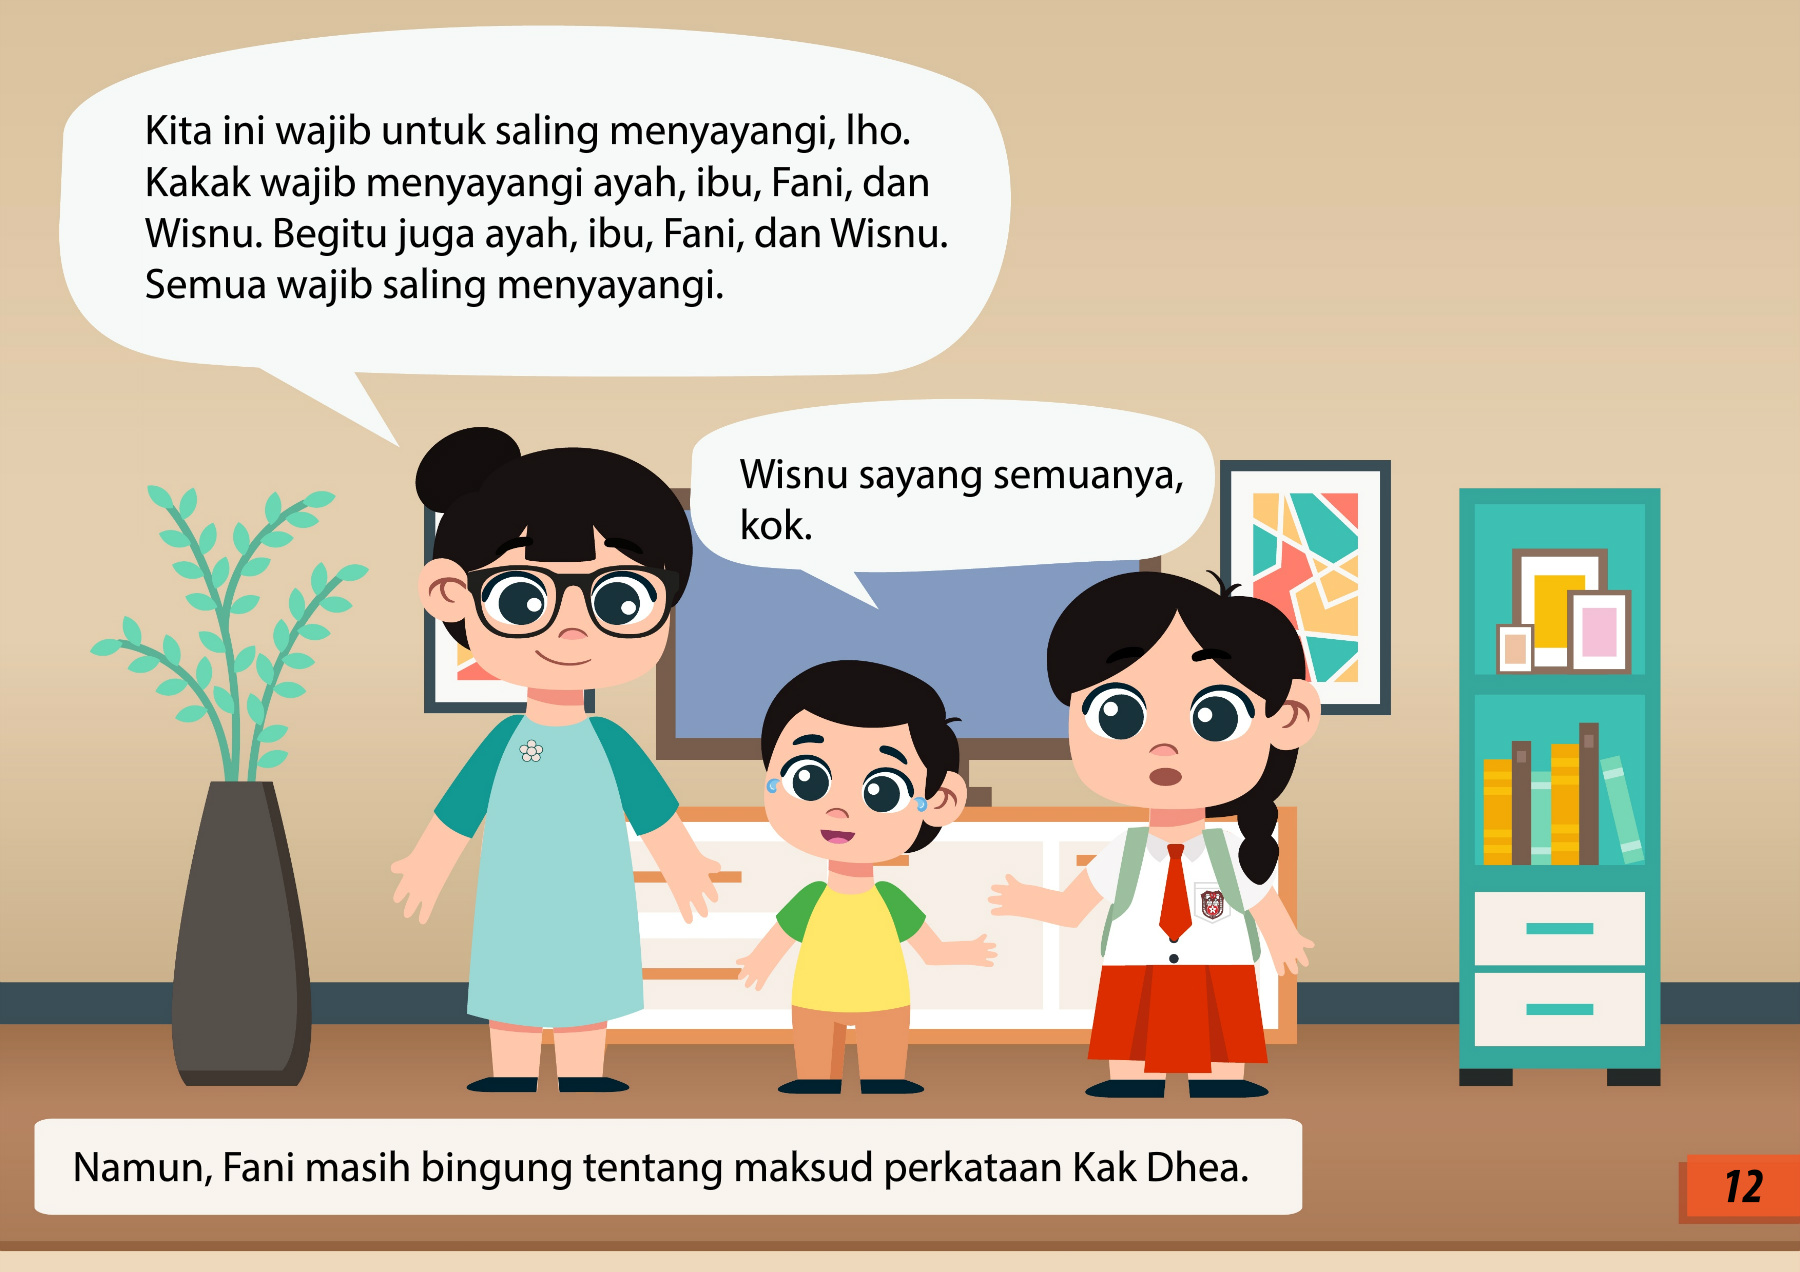 Kita ini wajib untuk saling menyayangi, lho.
Kakak wajib menyayangi ayah, ibu, Fani, dan
Wisnu. Begitu juga ayah, ibu, Fani, dan Wisnu.
Semua wajib saling menyayangi.
Wisnu sayang semuanya,
kok.
Namun, Fani masih bingung tentang maksud perkataan Kak Dhea.
12